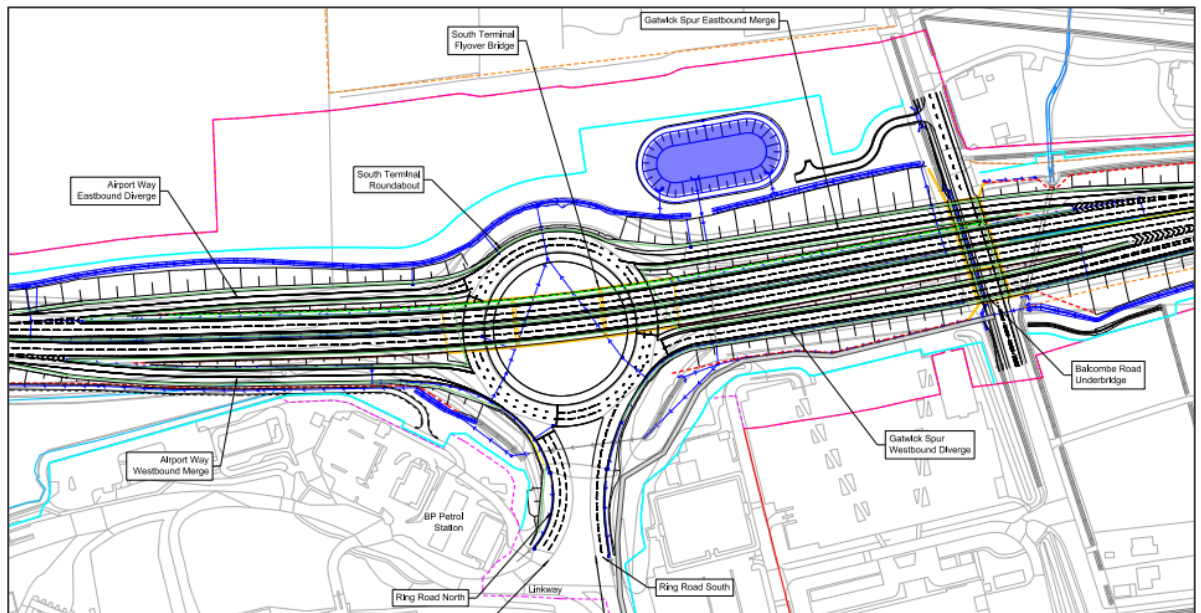 Gatwick Spur Eastbound Merge
South Terminal
Flyover Bridge
South Terminal
Roundabout
Airport Way
Eastbound Diverge
Balcombe Road
Underbridge
Gatwick Spur
Westbound Diverge
Airport Way
Westbound Merge
BP Petrol
Station
Ring Road North
Linkway
Ring Road South